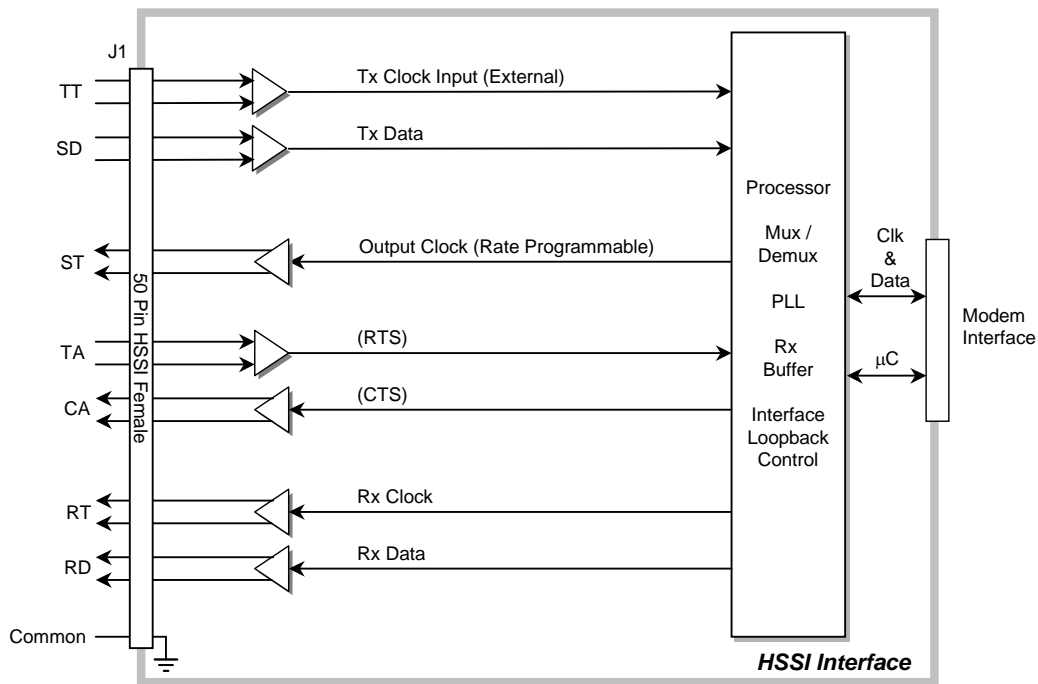 J1
TT
Tx Clock Input (External)
SD
Tx Data
ST
Output Clock (Rate Programmable)
TA
(RTS)
CA
(CTS)
RT
Rx Clock
RD
Rx Data
Common
50 Pin HSSI Female
Processor
Mux /
Demux
PLL
Rx
Buffer
Interface
Loopback
Control
Clk
&
Data
μC
Modem
Interface
HSSI Interface